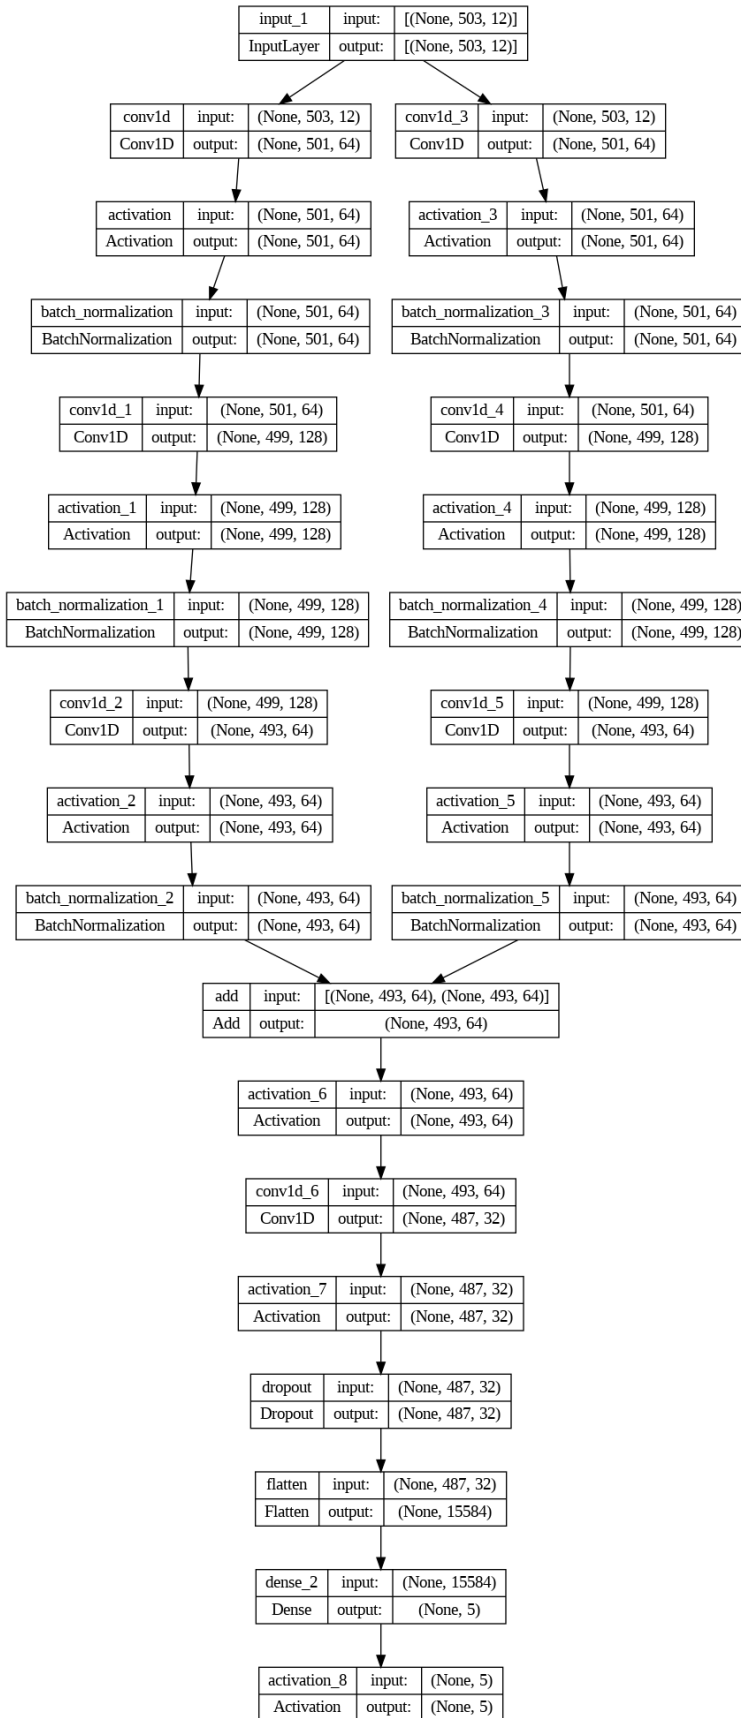 input_1 input: [(None, 503, 12)]
InputLayer output: [(None, 503, 12)]
conv1d input: (None, 503, 12)
Conv1D output: (None, 501, 64)
conv1d_3 input: (None, 503, 12)
Conv1D output: (None, 501, 64)
activation input: (None, 501, 64)
Activation output: (None, 501, 64)
activation_3 input: (None, 501, 64)
Activation output: (None, 501, 64)
batch_normalization input: (None, 501, 64)
BatchNormalization output: (None, 501, 64)
batch_normalization_3 input: (None, 501, 64)
BatchNormalization output: (None, 501, 64)
conv1d_1 input: (None, 501, 64)
Conv1D output: (None, 499, 128)
conv1d_4 input: (None, 501, 64)
Conv1D output: (None, 499, 128)
activation_1 input: (None, 499, 128)
Activation output: (None, 499, 128)
activation_4 input: (None, 499, 128)
Activation output: (None, 499, 128)
batch_normalization_1 input: (None, 499, 128)
BatchNormalization output: (None, 499, 128)
batch_normalization_4 input: (None, 499, 128)
BatchNormalization output: (None, 499, 128)
conv1d_2 input: (None, 499, 128)
Conv1D output: (None, 493, 64)
conv1d_5 input: (None, 499, 128)
Conv1D output: (None, 493, 64)
activation_2 input: (None, 493, 64)
Activation output: (None, 493, 64)
activation_5 input: (None, 493, 64)
Activation output: (None, 493, 64)
batch_normalization_2 input: (None, 493, 64)
BatchNormalization output: (None, 493, 64)
batch_normalization_5 input: (None, 493, 64)
BatchNormalization output: (None, 493, 64)
add input: [(None, 493, 64), (None, 493, 64)]
Add output: (None, 493, 64)
activation_6 input: (None, 493, 64)
Activation output: (None, 493, 64)
conv1d_6 input: (None, 493, 64)
Conv1D output: (None, 487, 32)
activation_7 input: (None, 487, 32)
Activation output: (None, 487, 32)
dropout input: (None, 487, 32)
Dropout output: (None, 487, 32)
flatten input: (None, 487, 32)
Flatten output: (None, 15584)
dense_2 input: (None, 15584)
Dense output: (None, 5)
activation_8 input: (None, 5)
Activation output: (None, 5)